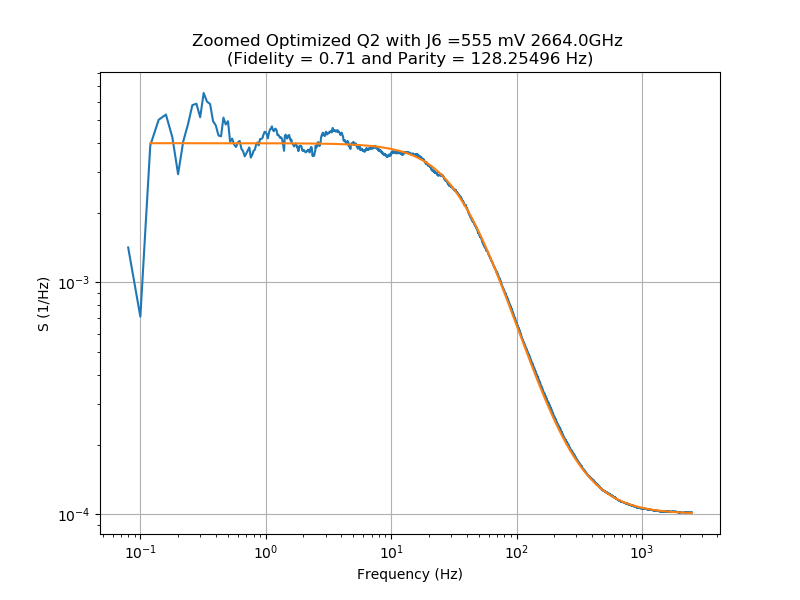 Zoomed Optimized Q2 with J6 =555 mV 2664.0GHz
(Fidelity = 0.71 and Parity = 128.25496 Hz)
S (1/Hz)
10⁻³
10⁻⁴
10⁻¹ 10⁰ 10¹ 10² 10³
Frequency (Hz)